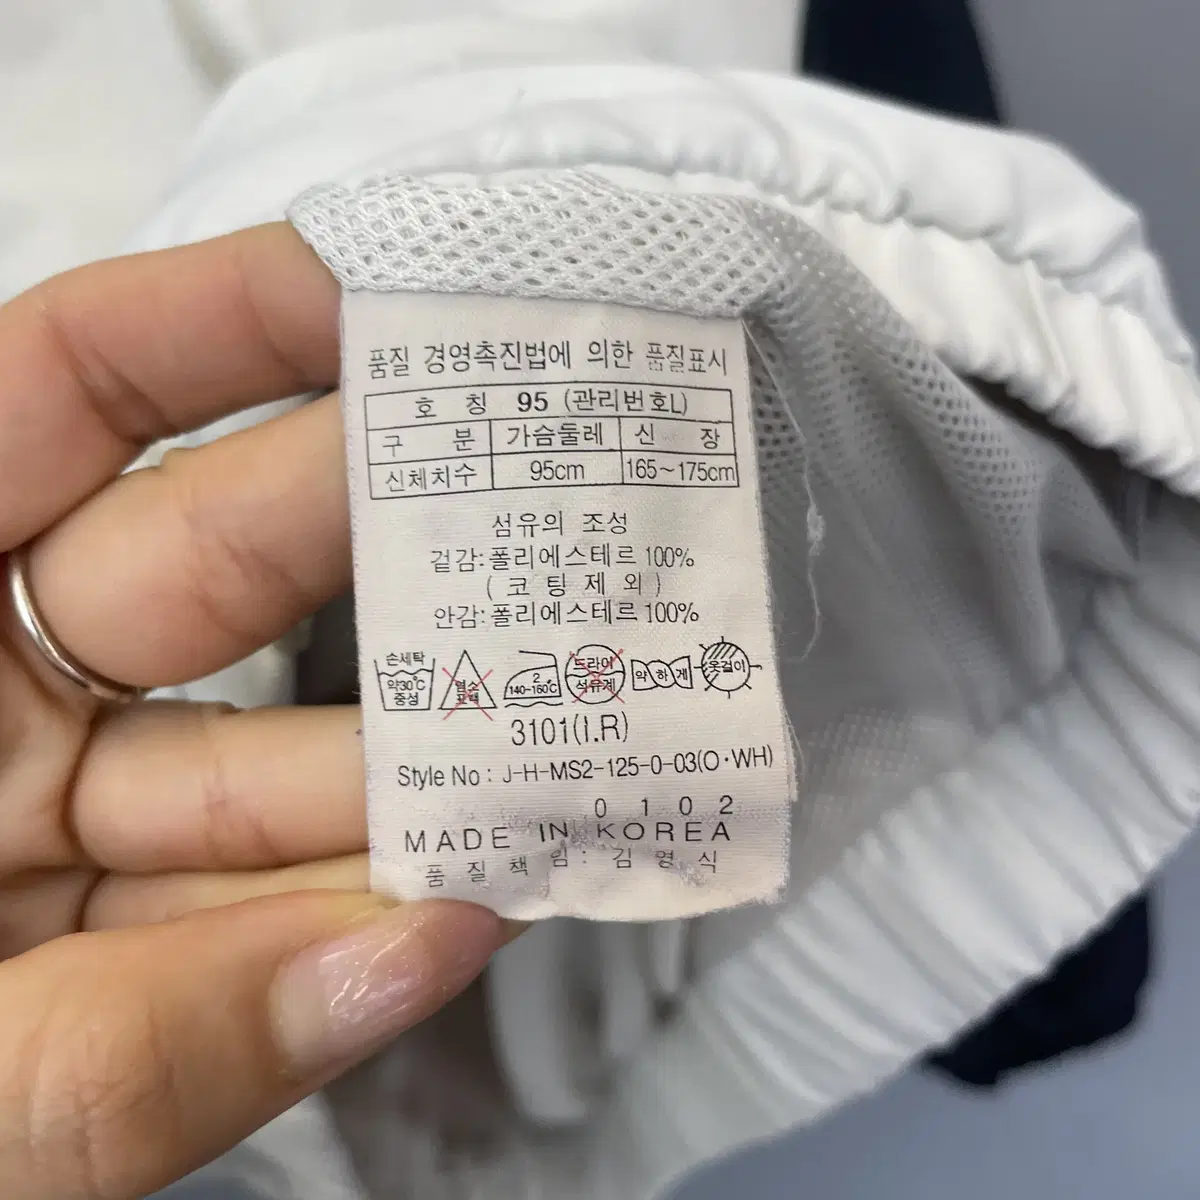 품질 경영촉진법에 의한 품질표시
호 칭 95 (관리번호L)
구 분 가슴둘레 신 장
신체치수 95cm 165~175cm
섬유의 조성
겉감:폴리에스테르 100%
( 코 팅 제 외 )
안감:폴리에스테르 100%
손세탁
약30℃
중성
염소
표백
2
140~160℃
드라이
석유계
약 하 게
옷걸이
3101(I.R)
Style No : J-H-MS2-125-0-03(O·WH)
0 1 0 2
MADE IN KOREA
품 질 책 임 : 김 영 식